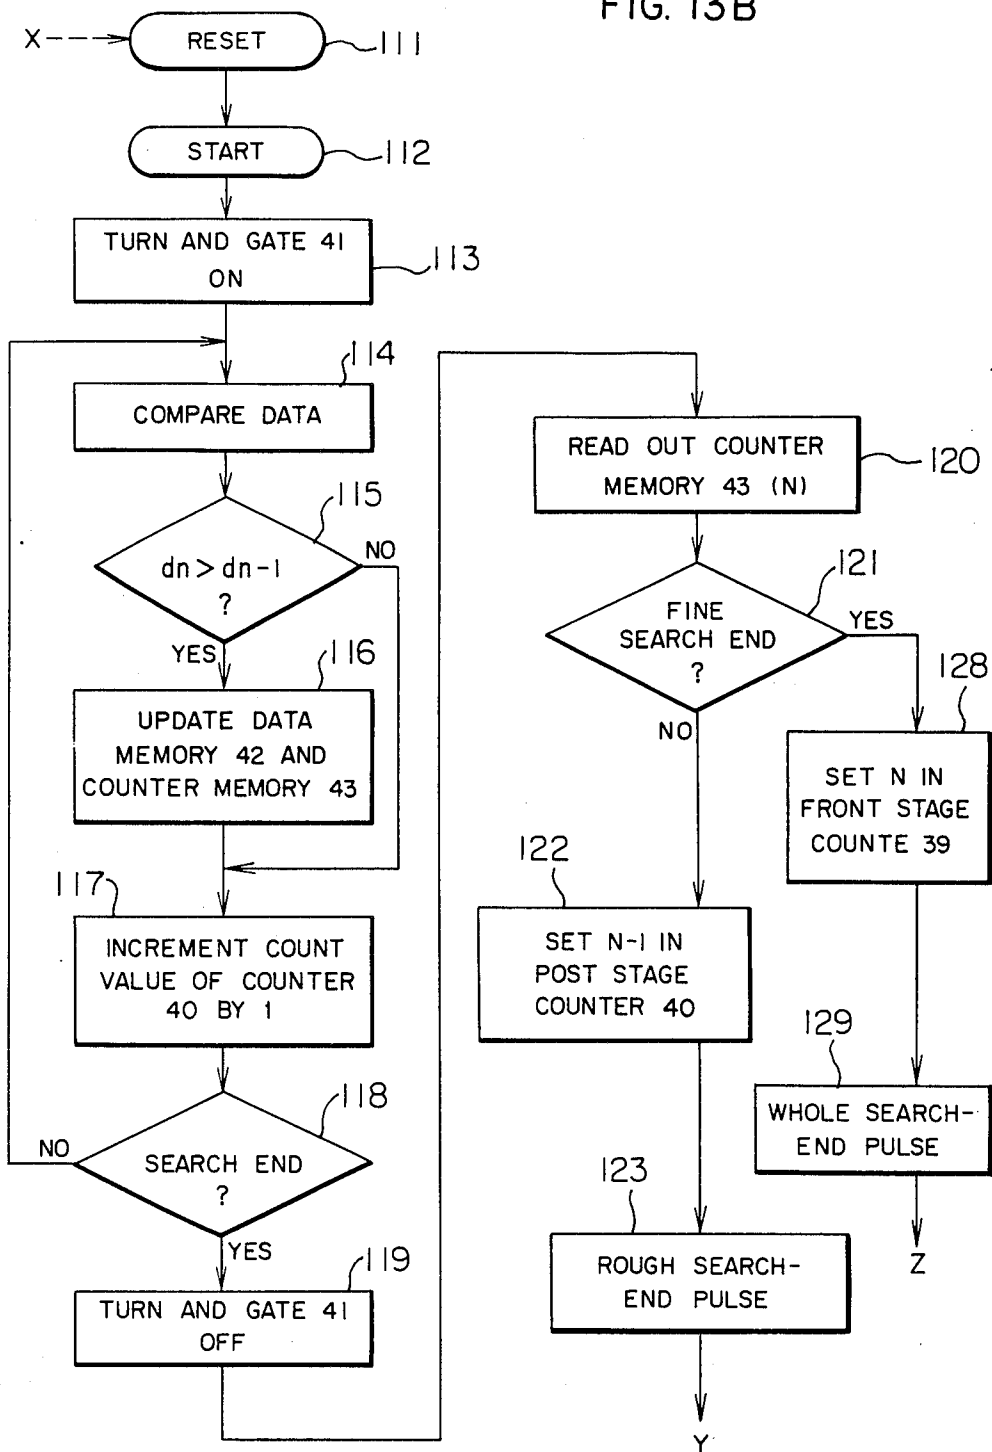 FIG. 13B
X
RESET
111
START
112
TURN AND GATE 41
ON
113
114
COMPARE DATA
115
dn > dn-1
?
NO
YES
116
UPDATE DATA
MEMORY 42 AND
COUNTER MEMORY 43
117
INCREMENT COUNT
VALUE OF COUNTER
40 BY 1
118
SEARCH END
?
NO
YES
119
TURN AND GATE 41
OFF
READ OUT COUNTER
MEMORY 43 (N)
120
121
FINE
SEARCH END
?
YES
NO
128
SET N IN
FRONT STAGE
COUNTE 39
122
SET N-1 IN
POST STAGE
COUNTER 40
129
WHOLE SEARCH-
END PULSE
Z
123
ROUGH SEARCH-
END PULSE
Y